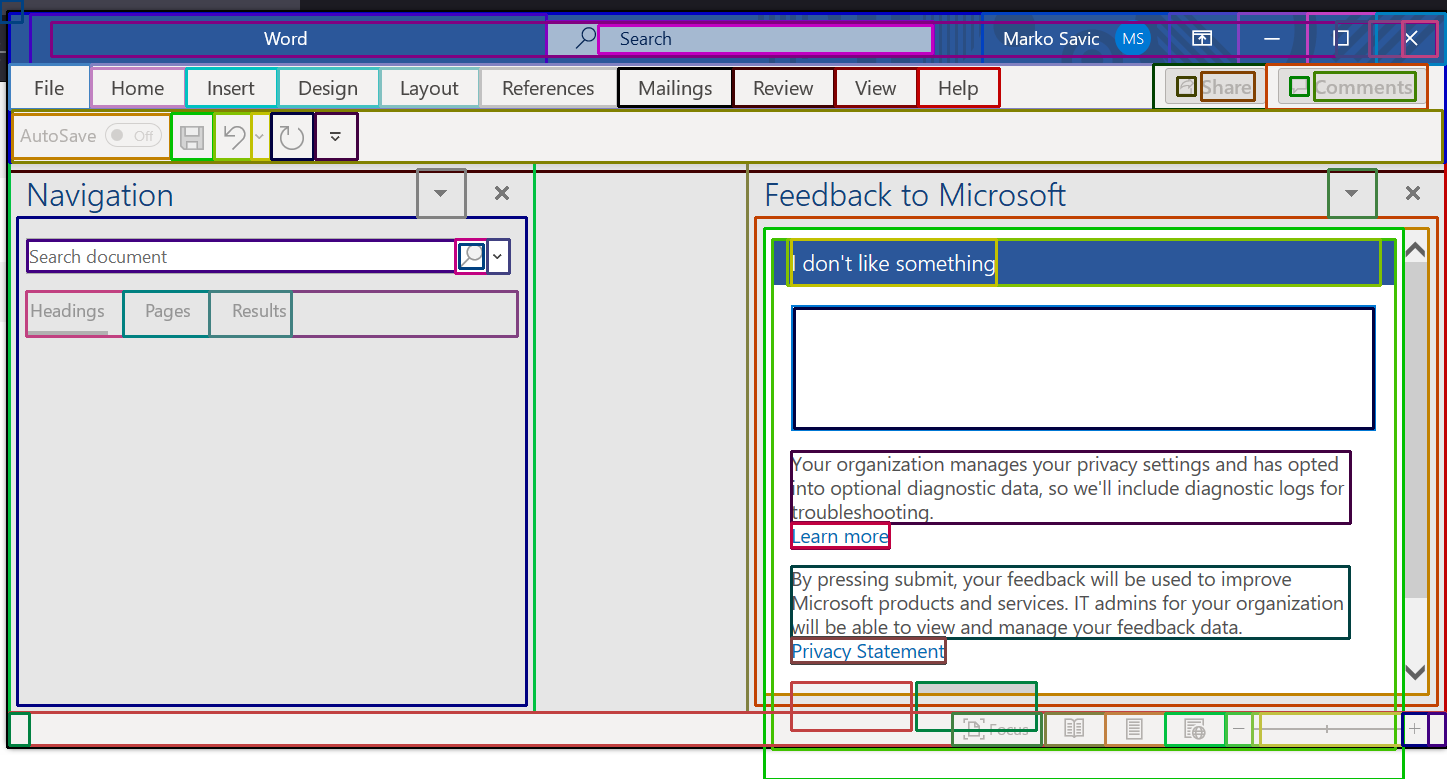 Word
Search
Marko Savic
MS
File
Home
Insert
Design
Layout
References
Mailings
Review
View
Help
Share
Comments
AutoSave
Off
Navigation
Feedback to Microsoft
Search document
I don't like something
Headings
Pages
Results
Your organization manages your privacy settings and has opted
into optional diagnostic data, so we'll include diagnostic logs for
troubleshooting.
Learn more
By pressing submit, your feedback will be used to improve
Microsoft products and services. IT admins for your organization
will be able to view and manage your feedback data.
Privacy Statement
Focus